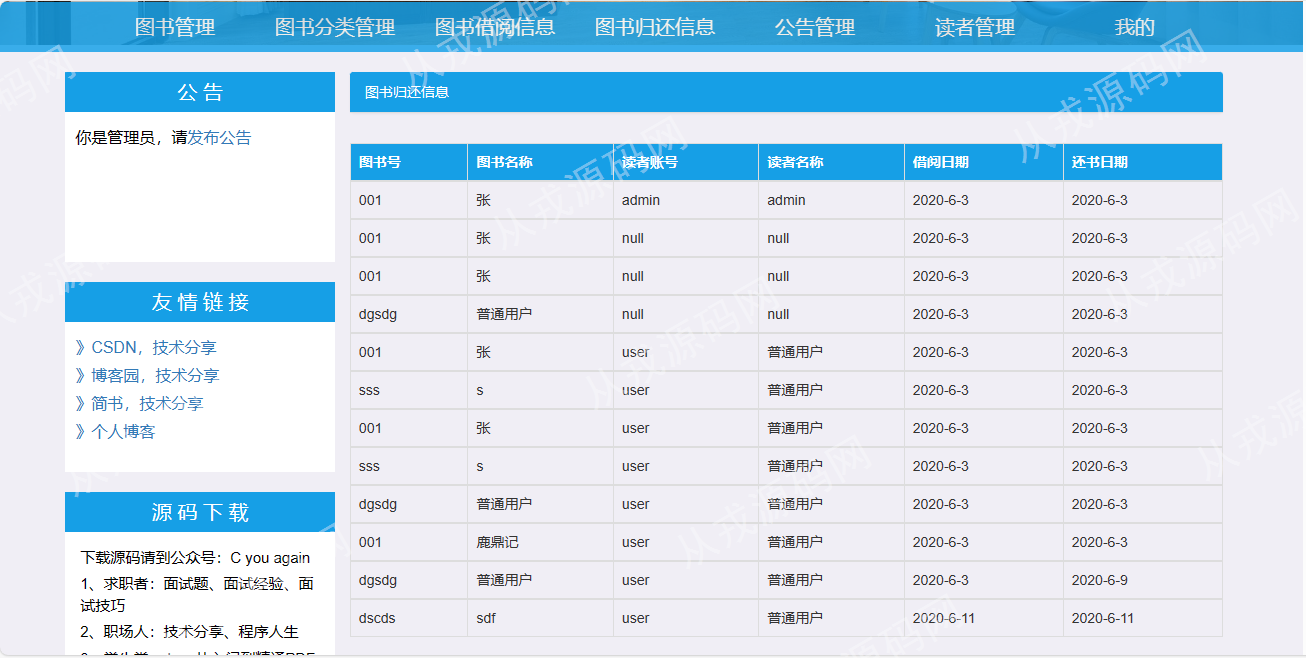 图书管理 图书分类管理 图书借阅信息 图书归还信息 公告管理 读者管理 我的
公告
你是管理员，请发布公告
友情链接
》CSDN，技术分享
》博客园，技术分享
》简书，技术分享
》个人博客
源码下载
下载源码请到公众号：C you again
1、求职者：面试题、面试经验、面
试技巧
2、职场人：技术分享、程序人生
图书归还信息
图书号 图书名称 读者账号 读者名称 借阅日期 还书日期
001 张 admin admin 2020-6-3 2020-6-3
001 张 null null 2020-6-3 2020-6-3
001 张 null null 2020-6-3 2020-6-3
dgsdg 普通用户 null null 2020-6-3 2020-6-3
001 张 user 普通用户 2020-6-3 2020-6-3
sss s user 普通用户 2020-6-3 2020-6-3
001 张 user 普通用户 2020-6-3 2020-6-3
sss s user 普通用户 2020-6-3 2020-6-3
dgsdg 普通用户 user 普通用户 2020-6-3 2020-6-3
001 鹿鼎记 user 普通用户 2020-6-3 2020-6-3
dgsdg 普通用户 user 普通用户 2020-6-3 2020-6-9
dscds sdf user 普通用户 2020-6-11 2020-6-11
从戎源码网